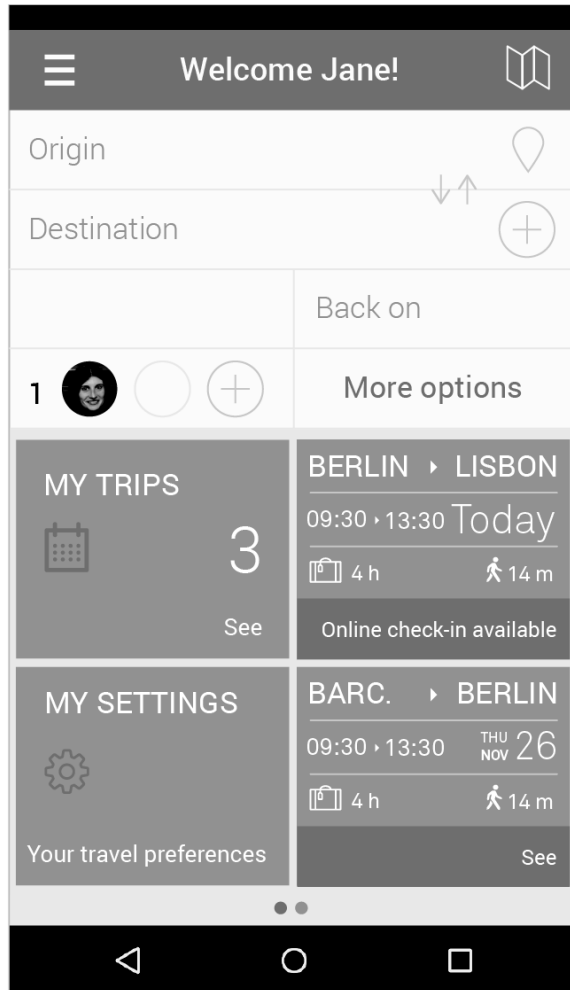 Welcome Jane!
Origin
Destination
Back on
1
More options
MY TRIPS
3
See
BERLIN ‣ LISBON
09:30 ‣ 13:30 Today
4 h 14 m
Online check-in available
MY SETTINGS
Your travel preferences
BARC. ‣ BERLIN
09:30 ‣ 13:30 THU NOV 26
4 h 14 m
See